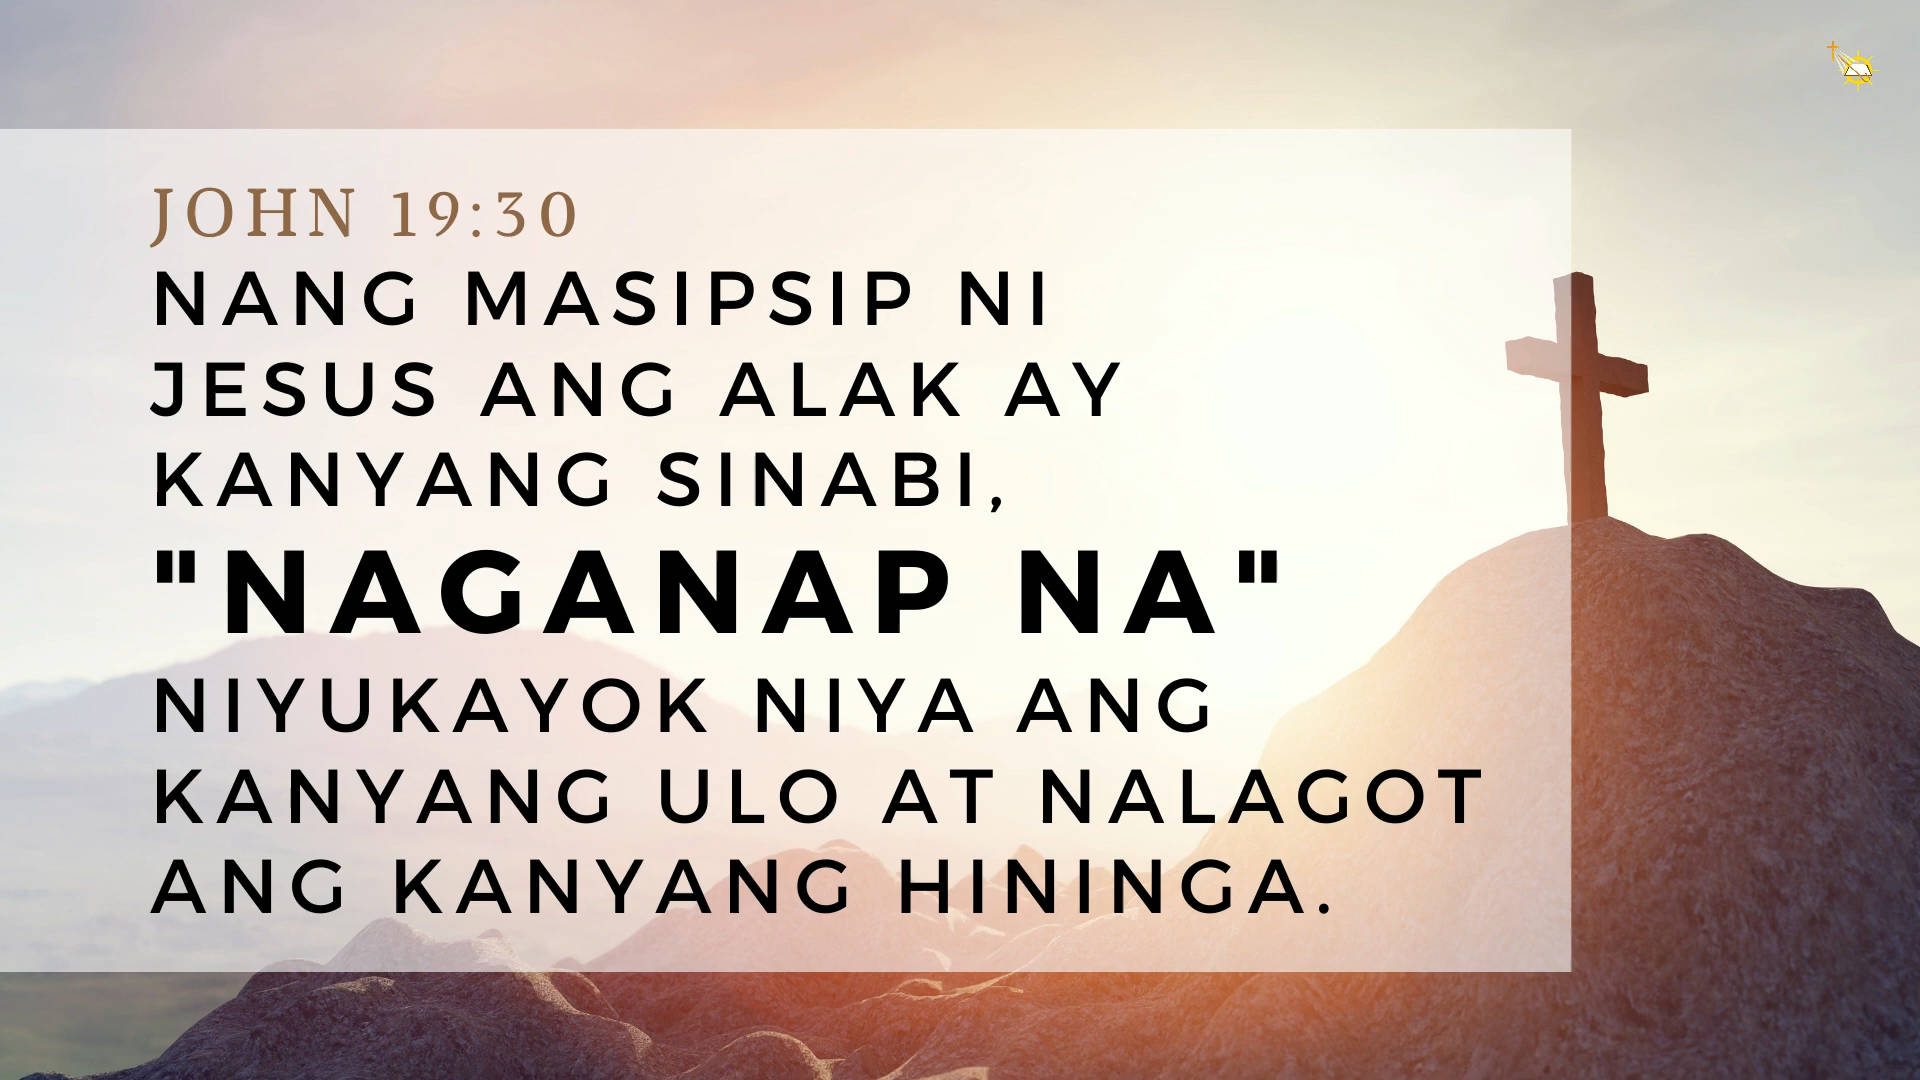 JOHN 19:30
NANG MASIPSIP NI
JESUS ANG ALAK AY
KANYANG SINABI,
"NAGANAP NA"
NIYUKAYOK NIYA ANG
KANYANG ULO AT NALAGOT
ANG KANYANG HININGA.